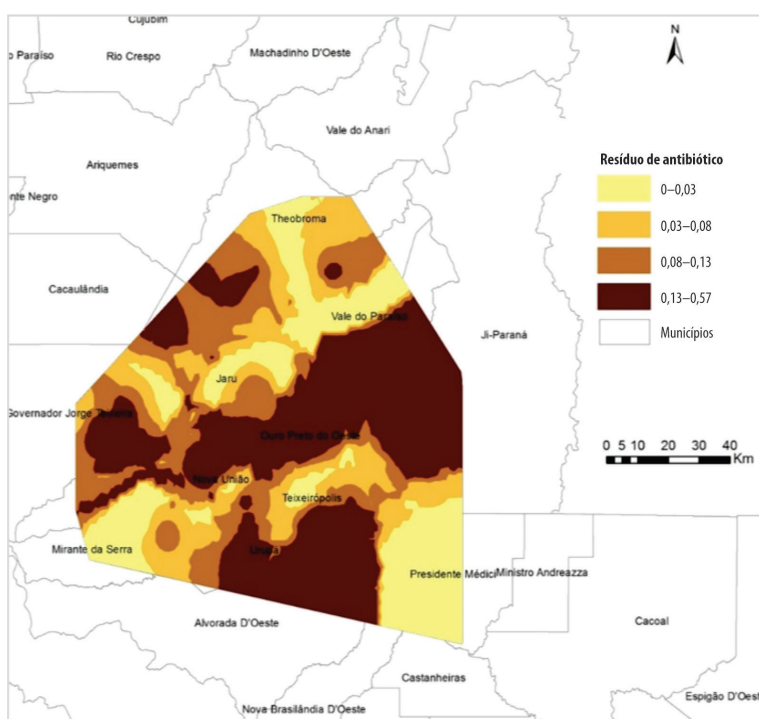 Cujubim
o Paraíso
Rio Crespo
Machadinho D'Oeste
N
Vale do Anari
Ariquemes
nte Negro
Theobroma
Cacaulândia
Vale do Paraíso
Ji-Paraná
Jaru
Governador Jorge Teixeira
Ouro Preto do Oeste
Nova União
Teixeirópolis
Mirante da Serra
Urupá
Presidente Médici
Ministro Andreazza
Alvorada D'Oeste
Cacoal
Castanheiras
Nova Brasilândia D'Oeste
Espigão D'Oest
Resíduo de antibiótico
0–0,03
0,03–0,08
0,08–0,13
0,13–0,57
Municípios
0 5 10 20 30 40
Km